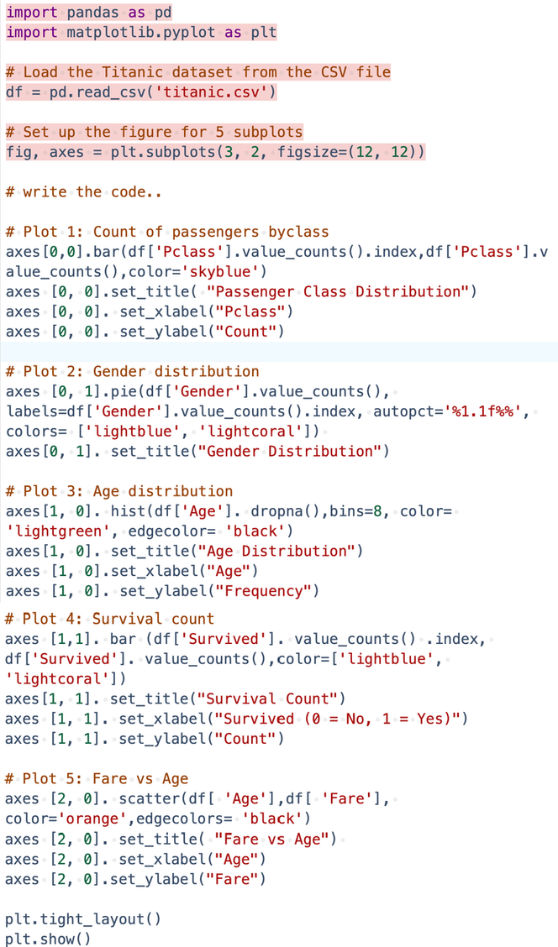 import pandas as pd
import matplotlib.pyplot as plt
# Load the Titanic dataset from the CSV file
df = pd.read_csv('titanic.csv')
# Set up the figure for 5 subplots
fig, axes = plt.subplots(3, 2, figsize=(12, 12))
# write the code..
# Plot 1: Count of passengers byclass
axes[0,0].bar(df['Pclass'].value_counts().index,df['Pclass'].v
alue_counts(),color='skyblue')
axes [0, 0].set_title( "Passenger Class Distribution")
axes [0, 0]. set_xlabel("Pclass")
axes [0, 0]. set_ylabel("Count")
# Plot 2: Gender distribution
axes [0, 1].pie(df['Gender'].value_counts(),
labels=df['Gender'].value_counts().index, autopct='%1.1f%%',
colors= ['lightblue', 'lightcoral'])
axes[0, 1]. set_title("Gender Distribution")
# Plot 3: Age distribution
axes[1, 0]. hist(df['Age']. dropna(),bins=8, color=
'lightgreen', edgecolor= 'black')
axes[1, 0]. set_title("Age Distribution")
axes [1, 0].set_xlabel("Age")
axes [1, 0]. set_ylabel("Frequency")
# Plot 4: Survival count
axes [1,1]. bar (df['Survived']. value_counts() .index,
df['Survived']. value_counts(),color=['lightblue',
'lightcoral'])
axes[1, 1]. set_title("Survival Count")
axes [1, 1]. set_xlabel("Survived (0 = No, 1 = Yes)")
axes [1, 1]. set_ylabel("Count")
# Plot 5: Fare vs Age
axes [2, 0]. scatter(df[ 'Age'],df[ 'Fare'],
color='orange',edgecolors= 'black')
axes [2, 0]. set_title( "Fare vs Age")
axes [2, 0]. set_xlabel("Age")
axes [2, 0].set_ylabel("Fare")
plt.tight_layout()
plt.show()